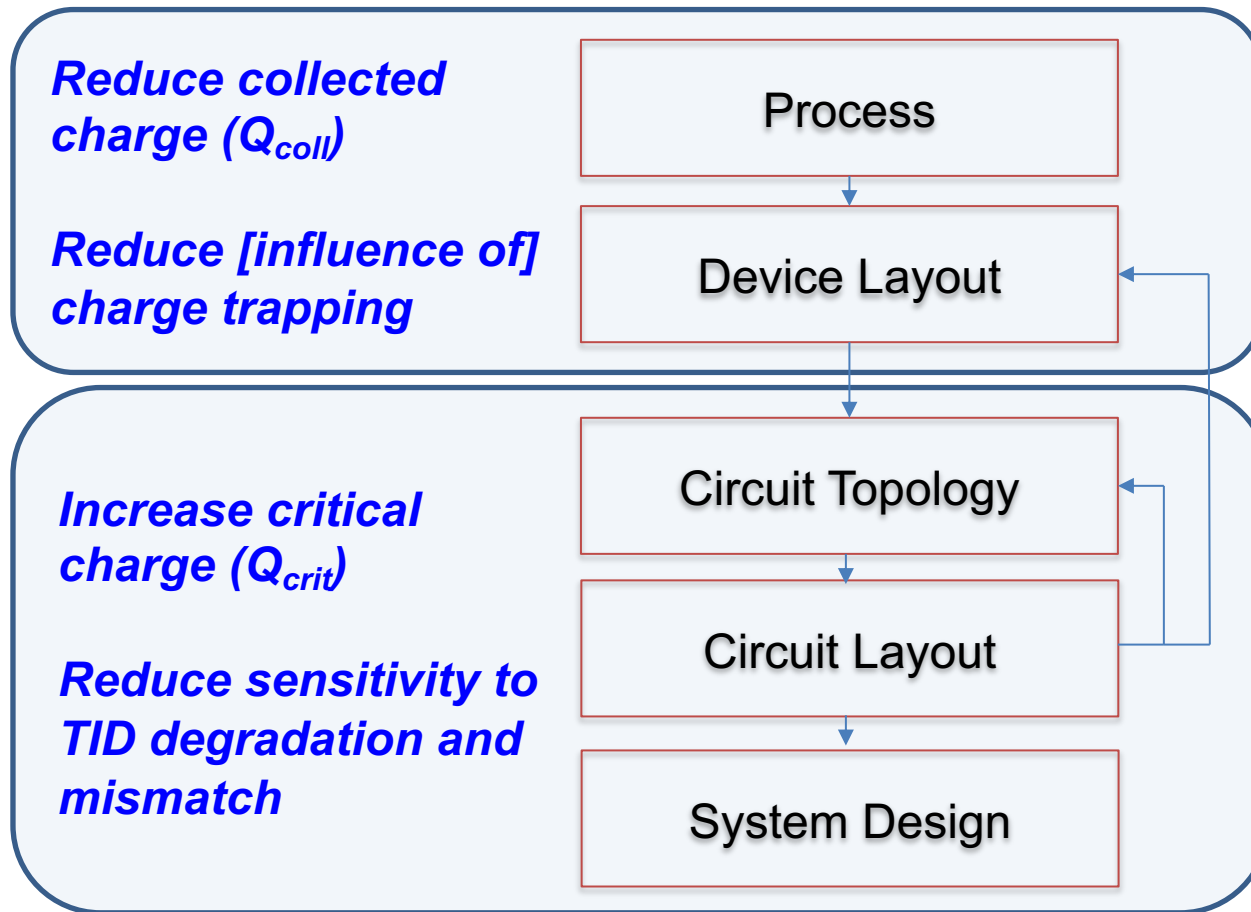 Reduce collected
charge (Qcoll)
Reduce [influence of]
charge trapping
Process
Device Layout
Increase critical
charge (Qcrit)
Reduce sensitivity to
TID degradation and
mismatch
Circuit Topology
Circuit Layout
System Design